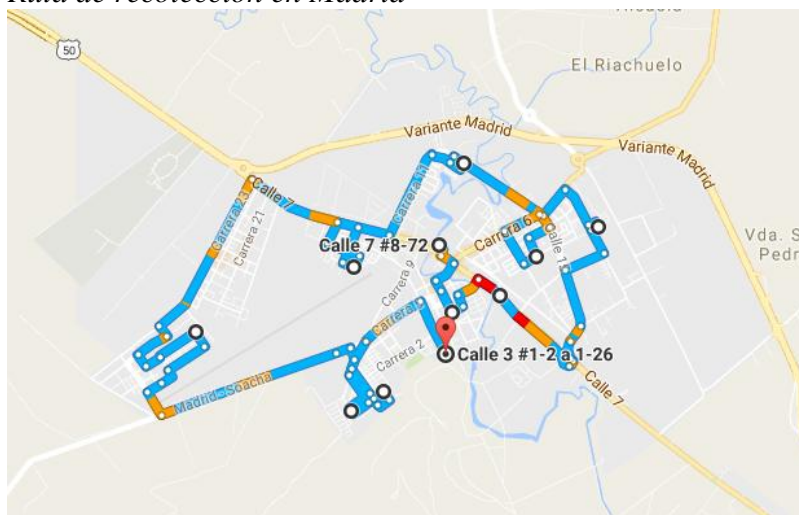 Ruta de recolección en Madrid
50
El Riachuelo
Variante Madrid
Variante Madrid
Calle 7
Carrera 23
Carrera 21
Calle 7 #8-72
Carrera 6
Vda. S
Pedr
Carrera 9
Carrera
Carrera 2
Calle 3 #1-2 a 1-26
Madrid - Soacha
Calle 7